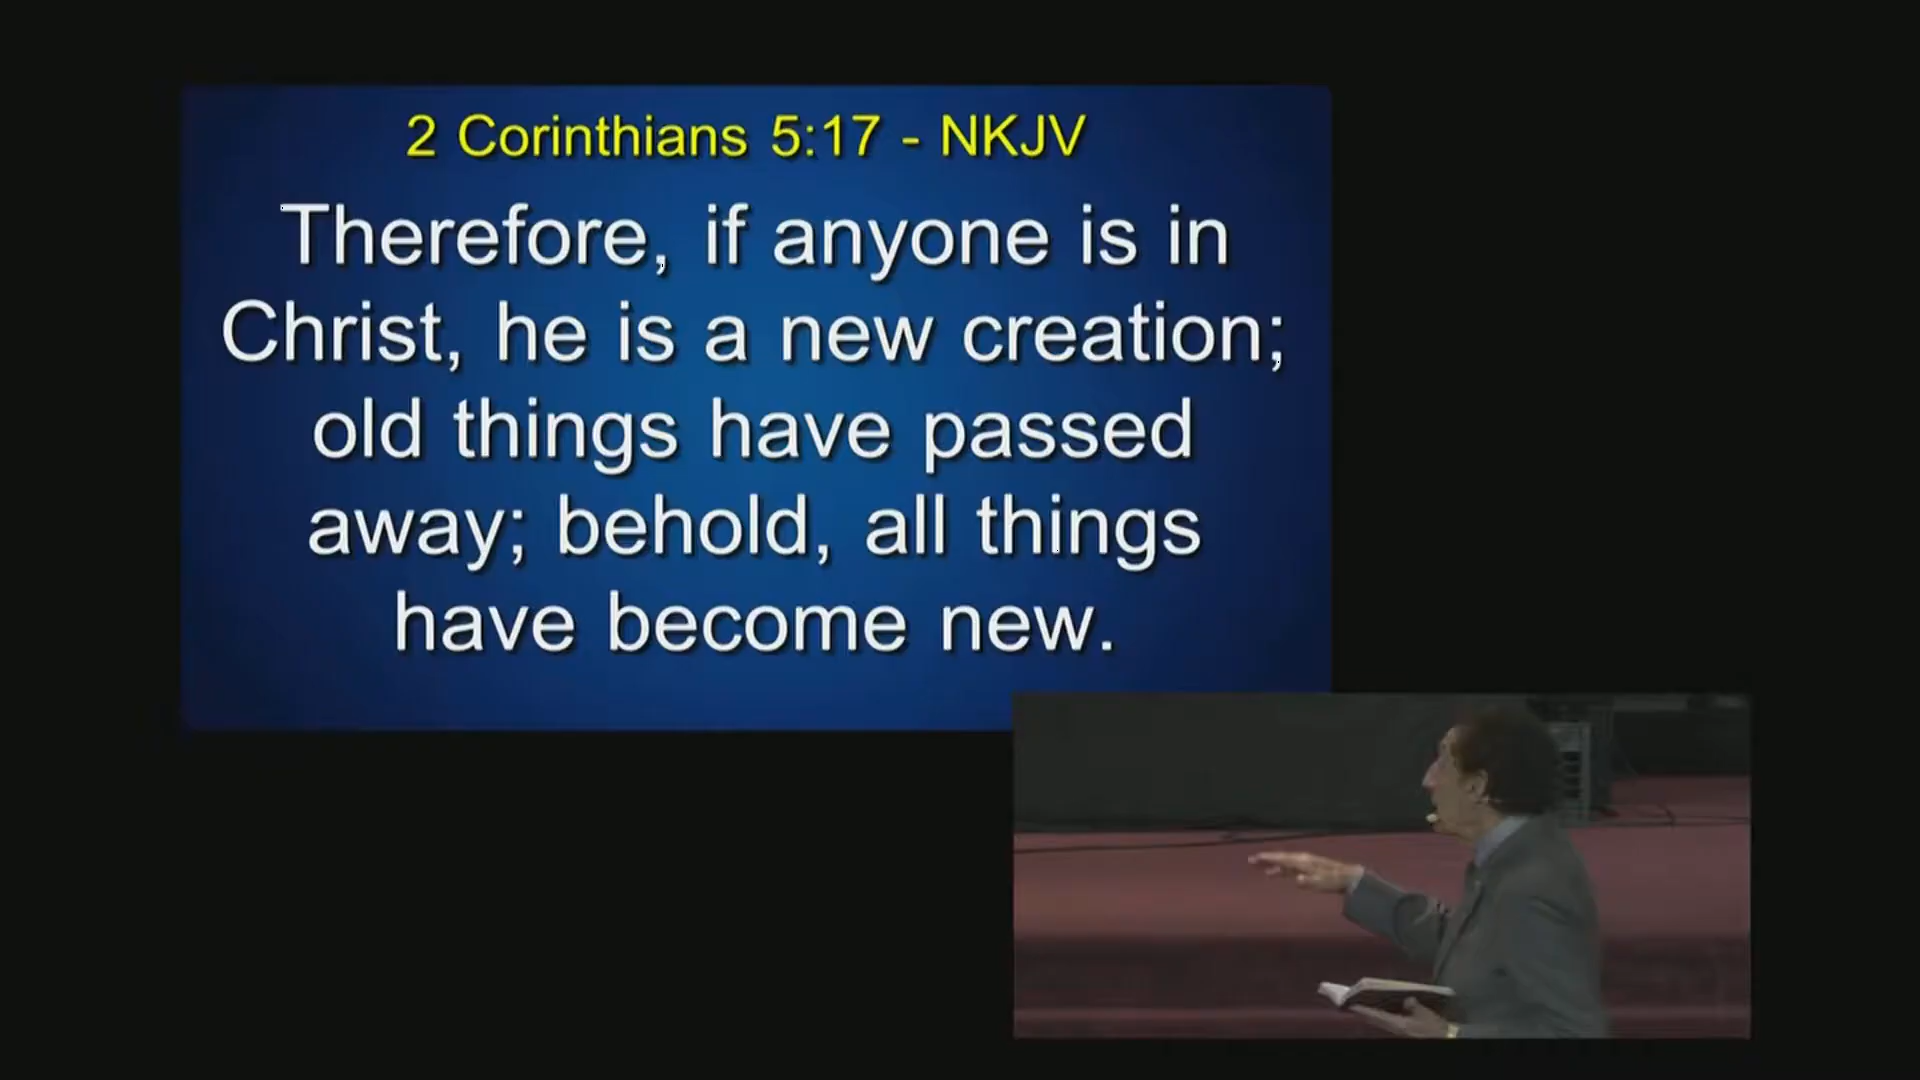 2 Corinthians 5:17 - NKJV
Therefore, if anyone is in
Christ, he is a new creation;
old things have passed
away; behold, all things
have become new.